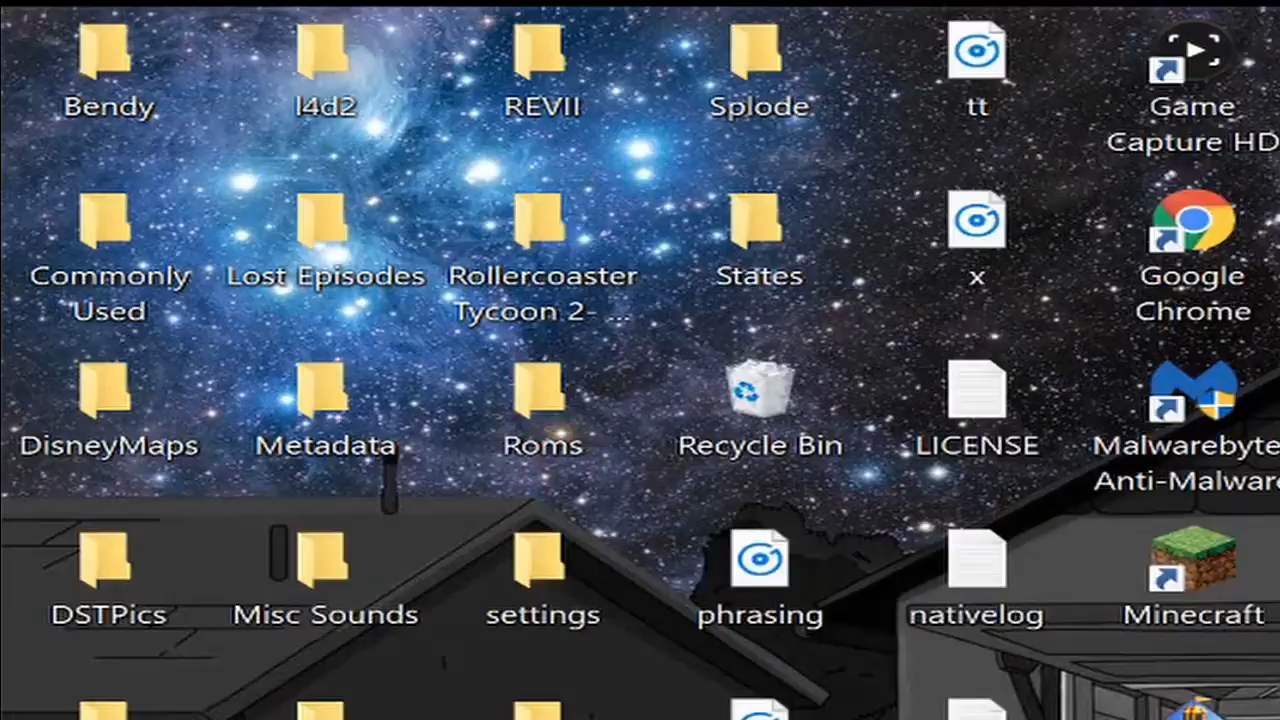 Bendy
l4d2
REVII
Splode
tt
Game
Capture HD
Commonly
Used
Lost Episodes
Rollercoaster
Tycoon 2- ...
States
x
Google
Chrome
DisneyMaps
Metadata
Roms
Recycle Bin
LICENSE
Malwarebyte
Anti-Malware
DSTPics
Misc Sounds
settings
phrasing
nativelog
Minecraft